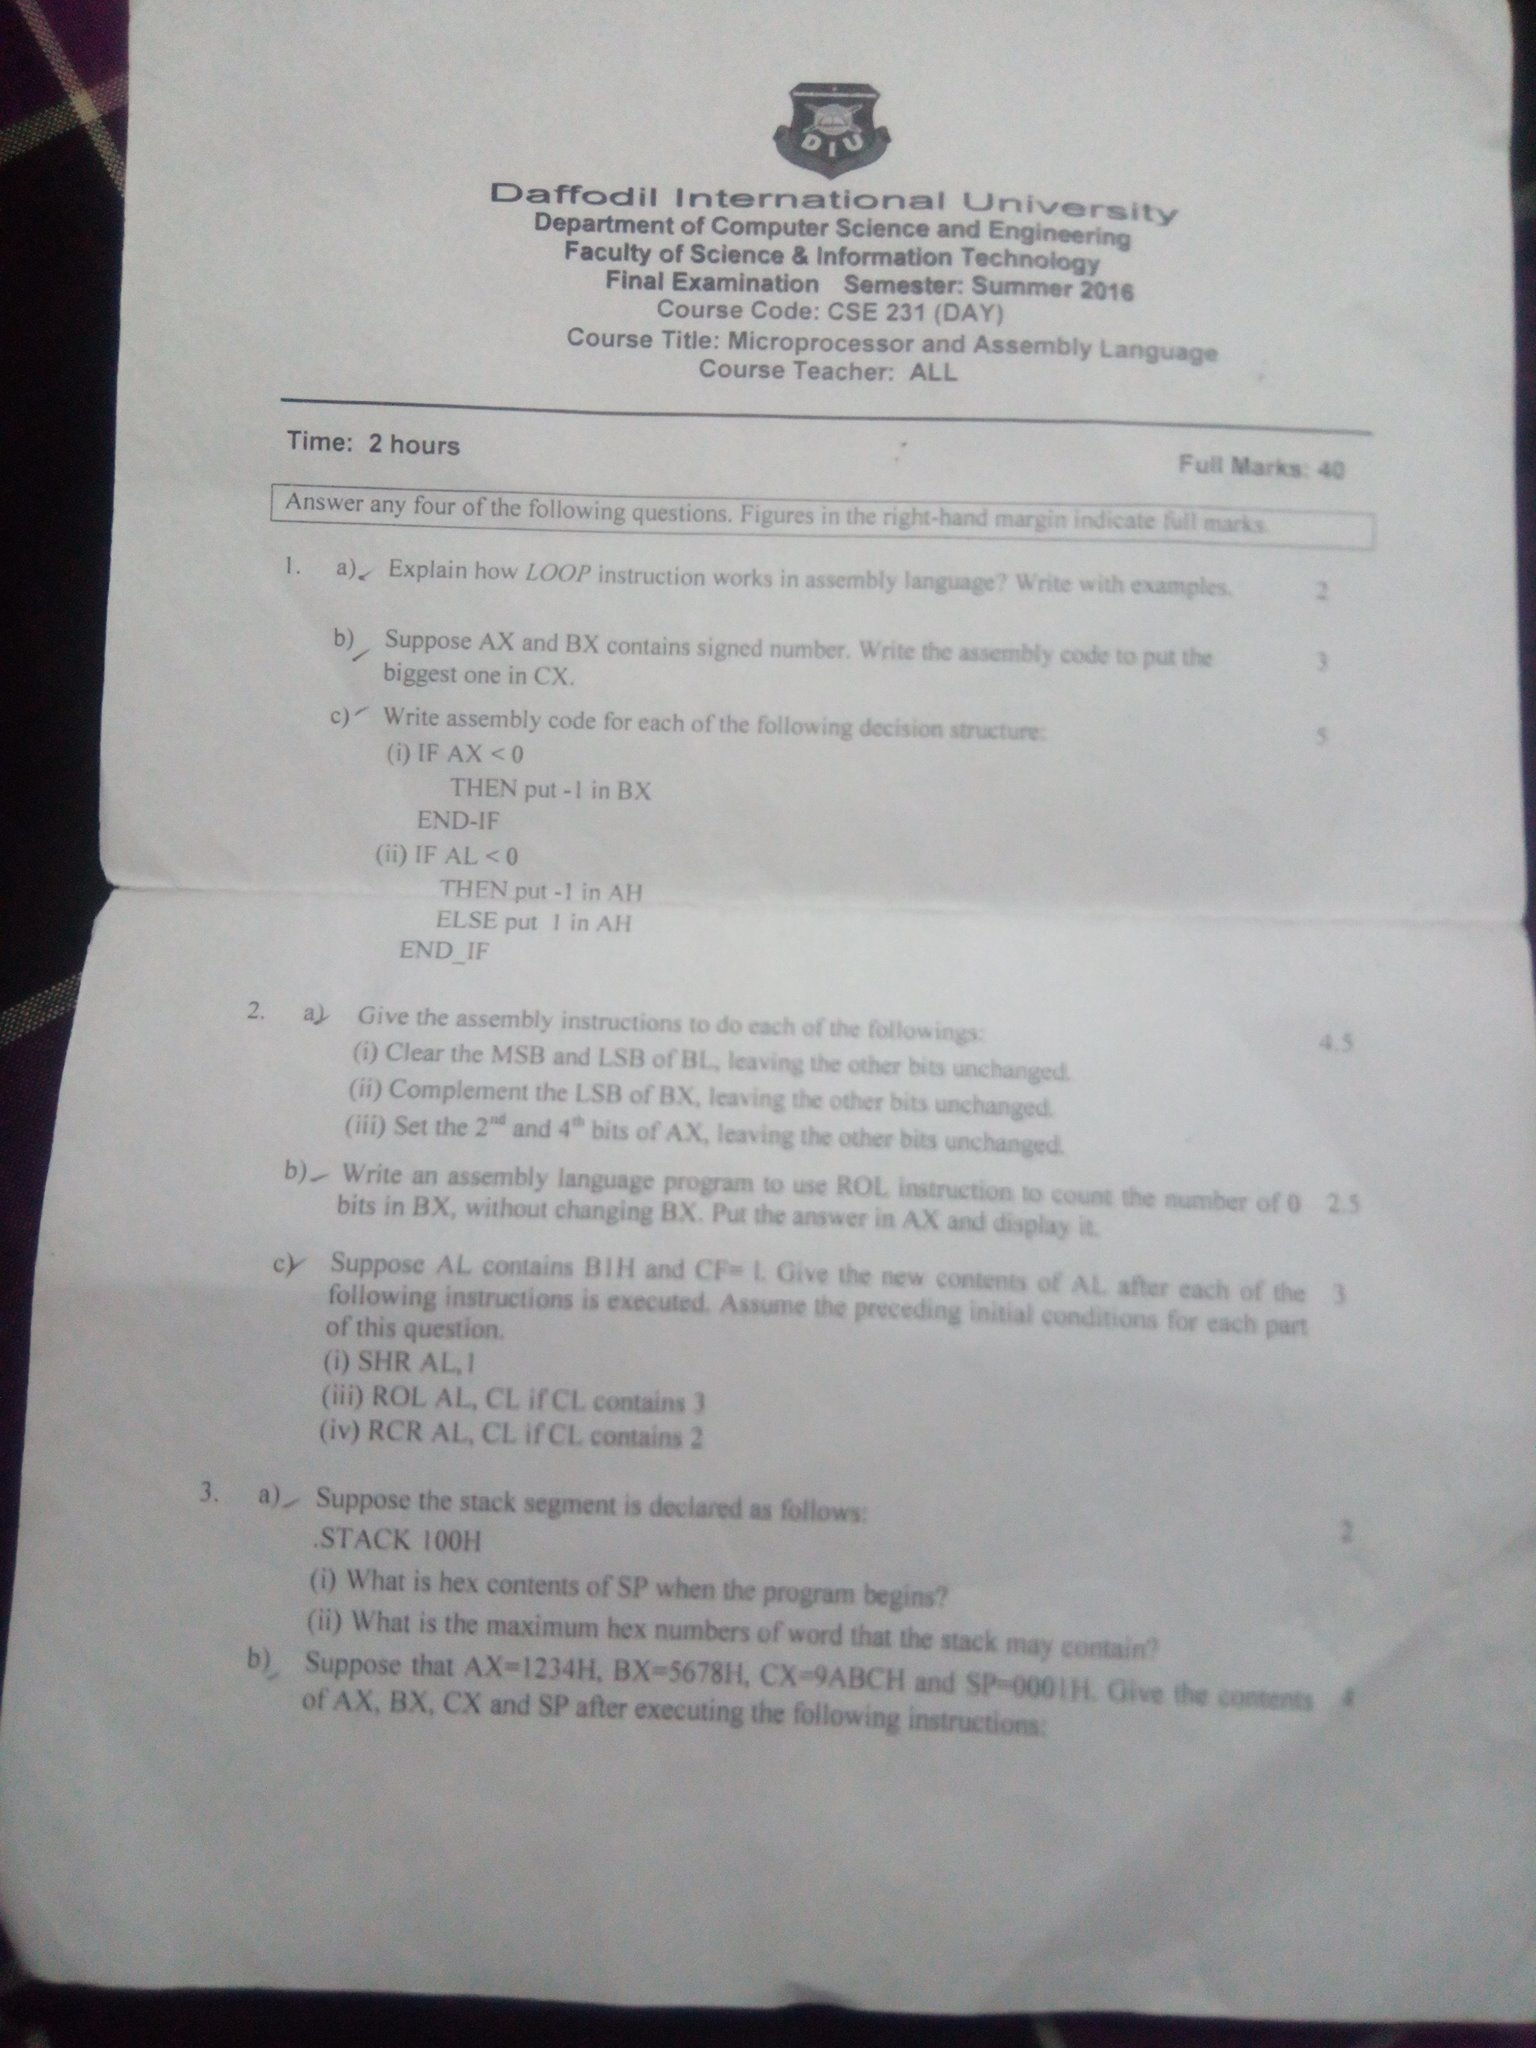 DIU
Daffodil International University
Department of Computer Science and Engineering
Faculty of Science & Information Technology
Final Examination Semester: Summer 2016
Course Code: CSE 231 (DAY)
Course Title: Microprocessor and Assembly Language
Course Teacher: ALL
Time: 2 hours
Full Marks: 40
Answer any four of the following questions. Figures in the right-hand margin indicate full marks.
1. a) Explain how LOOP instruction works in assembly language? Write with examples. 2
b) Suppose AX and BX contains signed number. Write the assembly code to put the 3
biggest one in CX.
c) Write assembly code for each of the following decision structure: 5
(i) IF AX < 0
THEN put -1 in BX
END-IF
(ii) IF AL < 0
THEN put -1 in AH
ELSE put 1 in AH
END_IF
2. a) Give the assembly instructions to do each of the followings: 4.5
(i) Clear the MSB and LSB of BL, leaving the other bits unchanged.
(ii) Complement the LSB of BX, leaving the other bits unchanged.
(iii) Set the 2nd and 4th bits of AX, leaving the other bits unchanged.
b) Write an assembly language program to use ROL instruction to count the number of 0 2.5
bits in BX, without changing BX. Put the answer in AX and display it.
c) Suppose AL contains B1H and CF= 1. Give the new contents of AL after each of the 3
following instructions is executed. Assume the preceding initial conditions for each part
of this question.
(i) SHR AL,1
(iii) ROL AL, CL if CL contains 3
(iv) RCR AL, CL if CL contains 2
3. a) Suppose the stack segment is declared as follows: 2
.STACK 100H
(i) What is hex contents of SP when the program begins?
(ii) What is the maximum hex numbers of word that the stack may contain?
b) Suppose that AX=1234H, BX=5678H, CX=9ABCH and SP=0001H. Give the contents 4
of AX, BX, CX and SP after executing the following instructions: